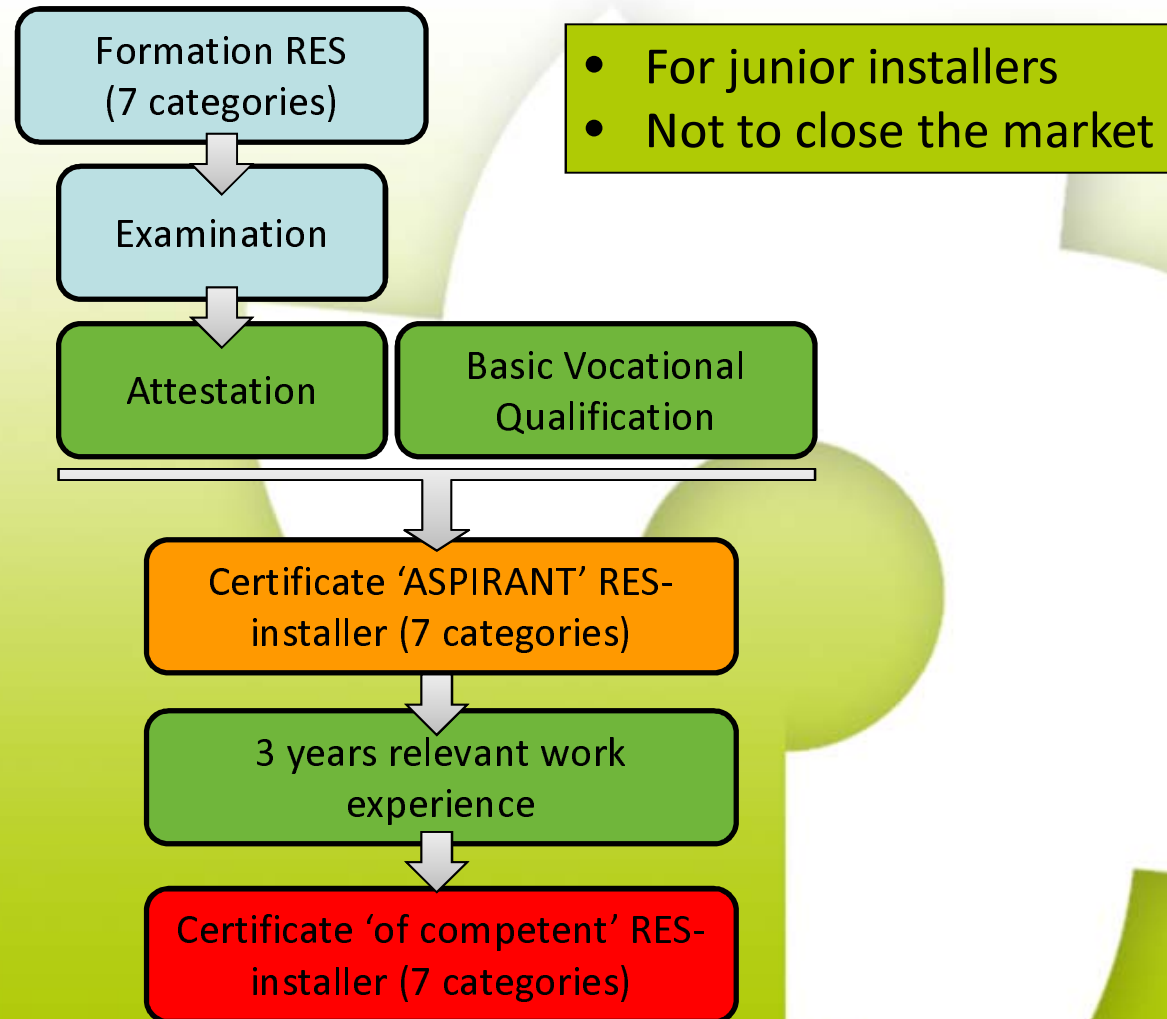 Formation RES
(7 categories)
• For junior installers
• Not to close the market
Examination
Attestation
Basic Vocational
Qualification
Certificate ‘ASPIRANT’ RES-
installer (7 categories)
3 years relevant work
experience
Certificate ‘of competent’ RES-
installer (7 categories)